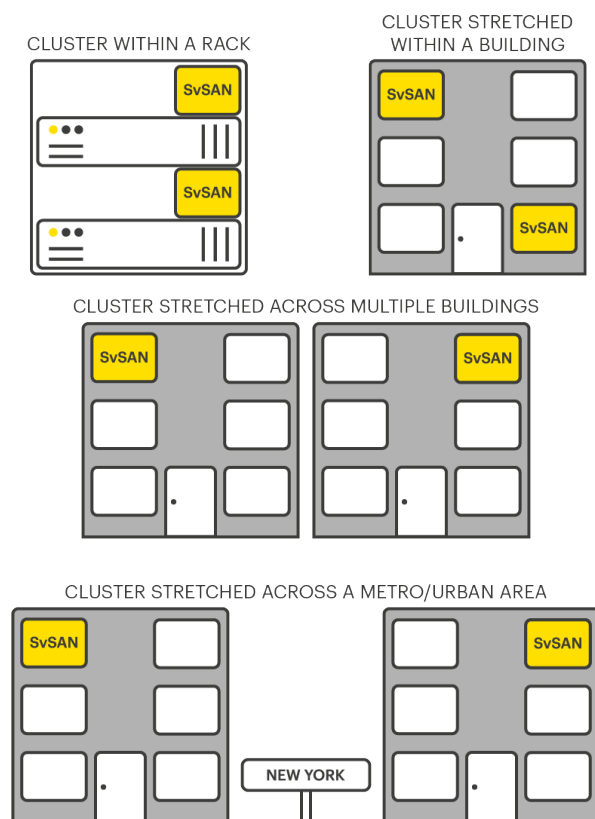 CLUSTER WITHIN A RACK
SvSAN
SvSAN
CLUSTER STRETCHED
WITHIN A BUILDING
SvSAN
SvSAN
CLUSTER STRETCHED ACROSS MULTIPLE BUILDINGS
SvSAN
SvSAN
CLUSTER STRETCHED ACROSS A METRO/URBAN AREA
SvSAN
SvSAN
NEW YORK